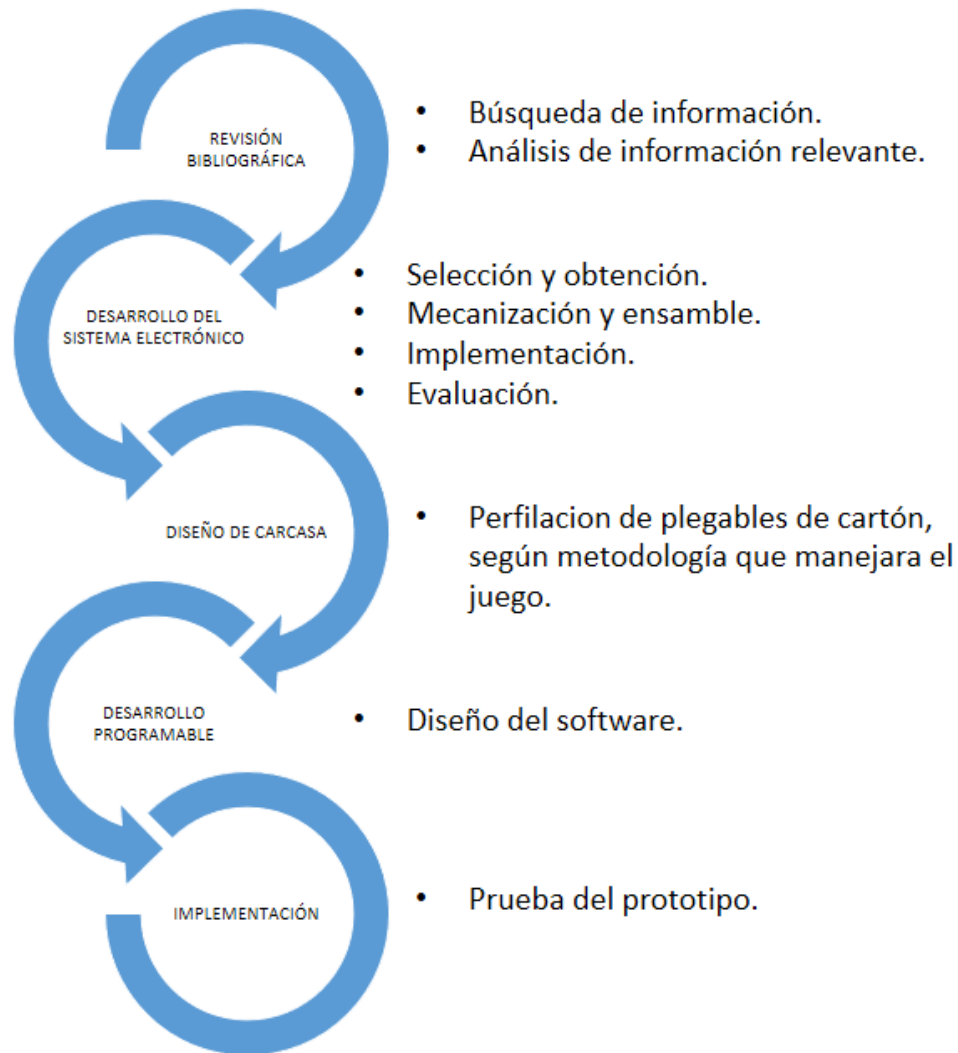 REVISIÓN
BIBLIOGRÁFICA
• Búsqueda de información.
• Análisis de información relevante.
DESARROLLO DEL
SISTEMA ELECTRÓNICO
• Selección y obtención.
• Mecanización y ensamble.
• Implementación.
• Evaluación.
DISEÑO DE CARCASA
• Perfilacion de plegables de cartón,
según metodología que manejara el
juego.
DESARROLLO
PROGRAMABLE
• Diseño del software.
IMPLEMENTACIÓN
• Prueba del prototipo.